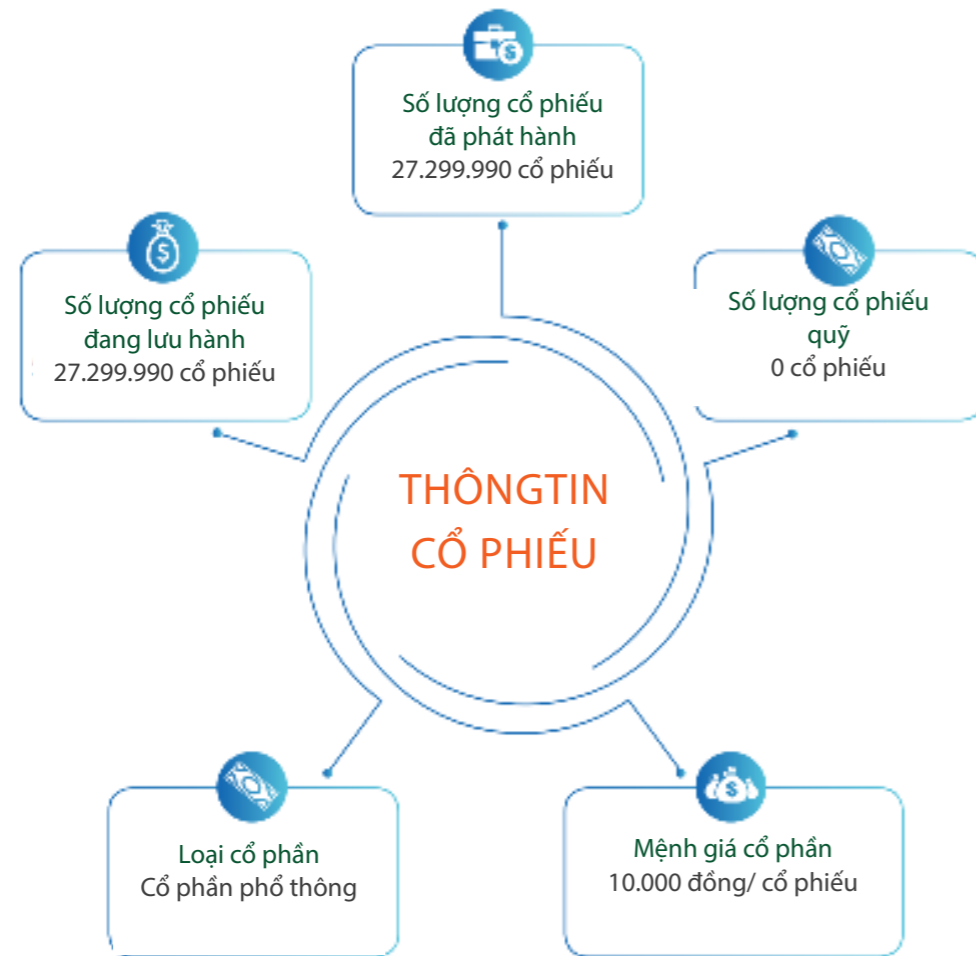 Số lượng cổ phiếu
đã phát hành
27.299.990 cổ phiếu
Số lượng cổ phiếu
đang lưu hành
27.299.990 cổ phiếu
Số lượng cổ phiếu
quỹ
0 cổ phiếu
THÔNGTIN
CỔ PHIẾU
Loại cổ phần
Cổ phần phổ thông
Mệnh giá cổ phần
10.000 đồng/ cổ phiếu